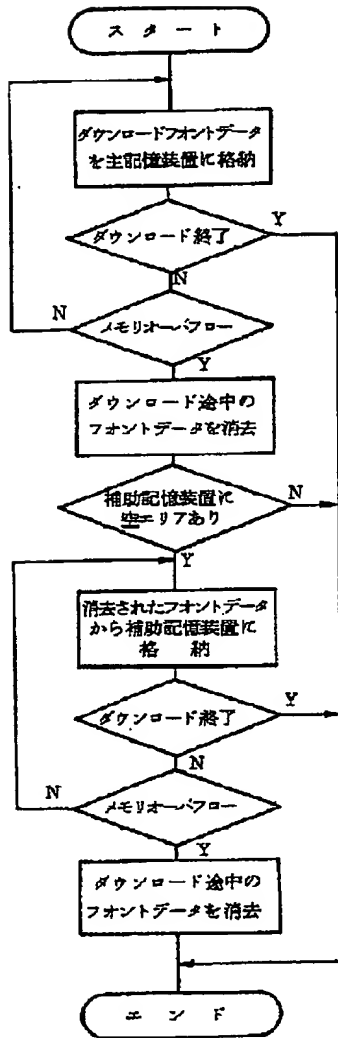 スタート
ダウンロードフォントデータ
を主記憶装置に格納
ダウンロード終了
Y
N
メモリオーバフロー
N
Y
ダウンロード途中の
フォントデータを消去
補助記憶装置に
空エリアあり
N
Y
消去されたフォントデータ
から補助記憶装置に
格納
ダウンロード終了
Y
N
メモリオーバフロー
N
Y
ダウンロード途中の
フォントデータを消去
エンド